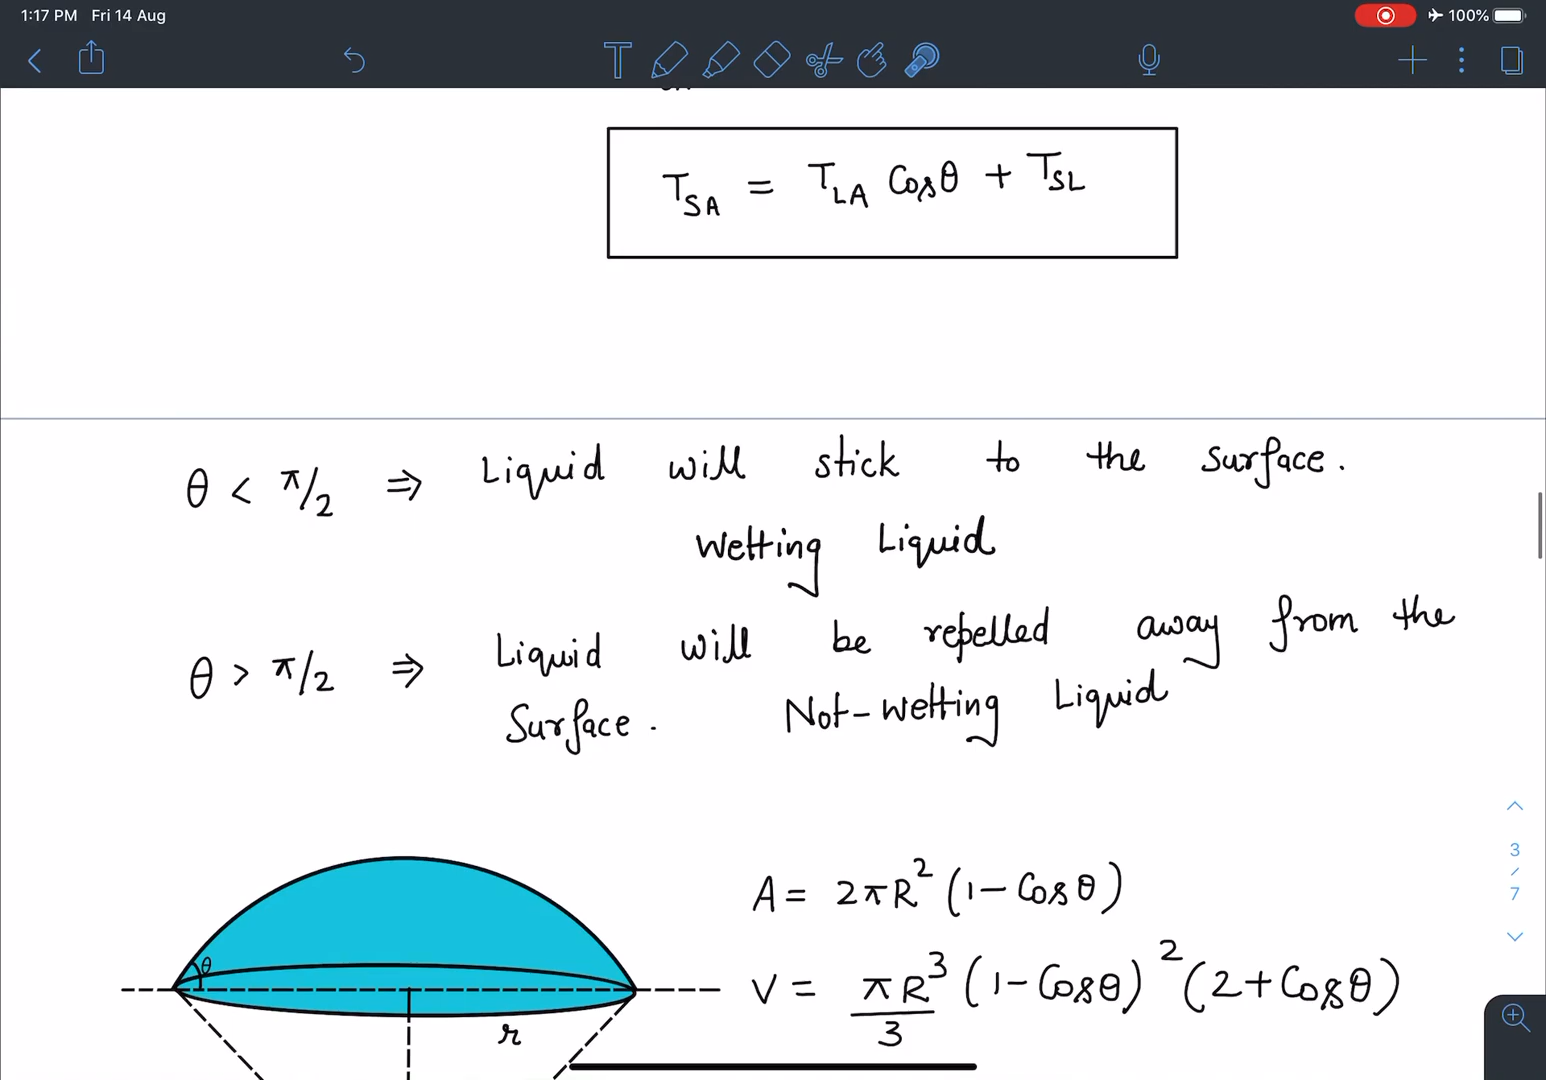 1:17 PM Fri 14 Aug
100%
T_SA = T_LA Cosθ + T_SL
θ < π/2 ⇒ Liquid will stick to the surface.
Wetting Liquid
θ > π/2 ⇒ Liquid will be repelled away from the
Surface. Not-wetting Liquid
A = 2πR² (1 - Cosθ)
V = πR³/3 (1 - Cosθ)² (2 + Cosθ)
θ
r
3
/
7